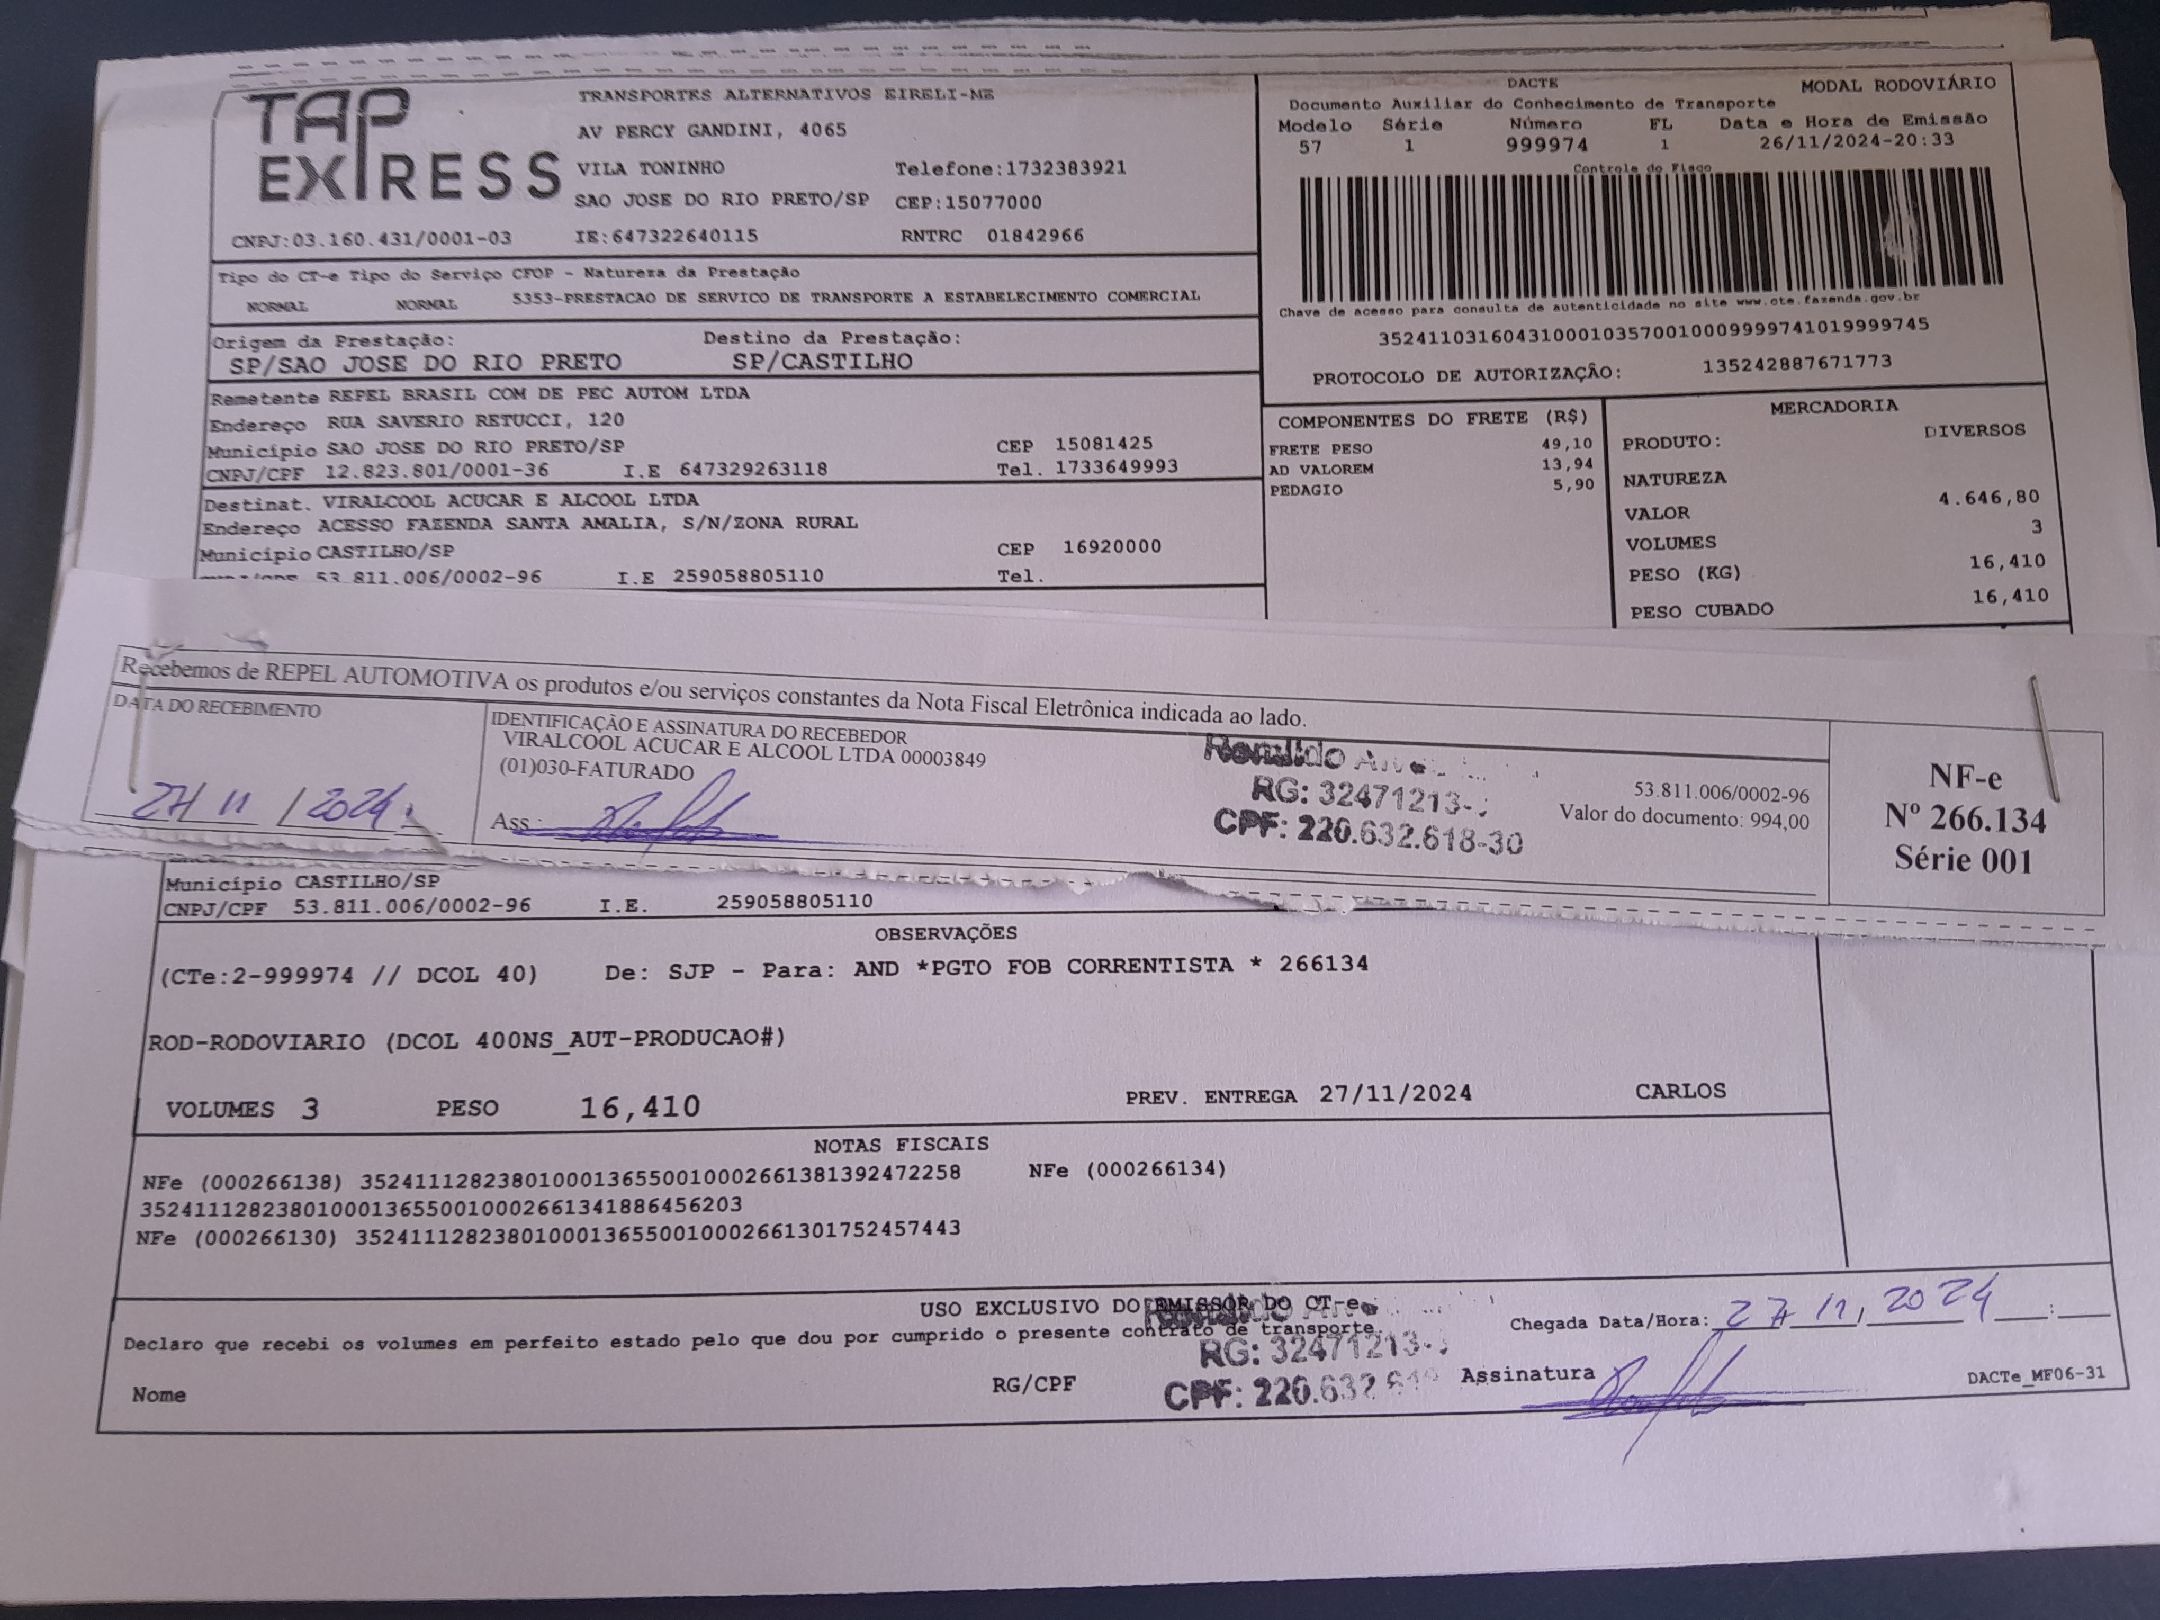 TAP
EXPRESS
TRANSPORTES ALTERNATIVOS EIRELI-ME
AV PERCY GANDINI, 4065
VILA TONINHO Telefone:1732383921
SAO JOSE DO RIO PRETO/SP CEP:15077000
CNPJ:03.160.431/0001-03 IE:647322640115 RNTRC 01842966
DACTE MODAL RODOVIÁRIO
Documento Auxiliar do Conhecimento de Transporte
Modelo Série Número FL Data e Hora de Emissão
57 1 999974 1 26/11/2024-20:33
Controle do Fisco
Chave de acesso para consulta de autenticidade no site www.cte.fazenda.gov.br
35241103160431000103570010009999741019999745
PROTOCOLO DE AUTORIZAÇÃO: 135242887671773
Tipo do CT-e Tipo do Serviço CFOP - Natureza da Prestação
NORMAL NORMAL 5353-PRESTACAO DE SERVICO DE TRANSPORTE A ESTABELECIMENTO COMERCIAL
Origem da Prestação: Destino da Prestação:
SP/SAO JOSE DO RIO PRETO SP/CASTILHO
Remetente REPEL BRASIL COM DE PEC AUTOM LTDA
Endereço RUA SAVERIO RETUCCI, 120
Município SAO JOSE DO RIO PRETO/SP CEP 15081425
CNPJ/CPF 12.823.801/0001-36 I.E 647329263118 Tel. 1733649993
Destinat. VIRALCOOL ACUCAR E ALCOOL LTDA
Endereço ACESSO FAZENDA SANTA AMALIA, S/N/ZONA RURAL
Município CASTILHO/SP CEP 16920000
53.811.006/0002-96 I.E 259058805110 Tel.
COMPONENTES DO FRETE (R$)
FRETE PESO 49,10
AD VALOREM 13,94
PEDAGIO 5,90
MERCADORIA
PRODUTO: DIVERSOS
NATUREZA
VALOR 4.646,80
VOLUMES 3
PESO (KG) 16,410
PESO CUBADO 16,410
Recebemos de REPEL AUTOMOTIVA os produtos e/ou serviços constantes da Nota Fiscal Eletrônica indicada ao lado.
DATA DO RECEBIMENTO
27/11/2024
IDENTIFICAÇÃO E ASSINATURA DO RECEBEDOR
VIRALCOOL ACUCAR E ALCOOL LTDA 00003849
(01)030-FATURADO
Ass :
RG: 32471213-
CPF: 220.632.618-30
53.811.006/0002-96
Valor do documento: 994,00
NF-e
Nº 266.134
Série 001
Município CASTILHO/SP
CNPJ/CPF 53.811.006/0002-96 I.E. 259058805110
OBSERVAÇÕES
(CTe:2-999974 // DCOL 40) De: SJP - Para: AND *PGTO FOB CORRENTISTA * 266134
ROD-RODOVIARIO (DCOL 400NS_AUT-PRODUCAO#)
VOLUMES 3 PESO 16,410 PREV. ENTREGA 27/11/2024 CARLOS
NOTAS FISCAIS
NFe (000266138) 35241112823801000136550010002661381392472258 NFe (000266134)
35241112823801000136550010002661341886456203
NFe (000266130) 35241112823801000136550010002661301752457443
USO EXCLUSIVO DO EMISSOR DO CT-e
Declaro que recebi os volumes em perfeito estado pelo que dou por cumprido o presente contrato de transporte.
Chegada Data/Hora: 27 11, 2024 :
RG: 32471213-
CPF: 220.632
Nome RG/CPF Assinatura
DACTe_MF06-31